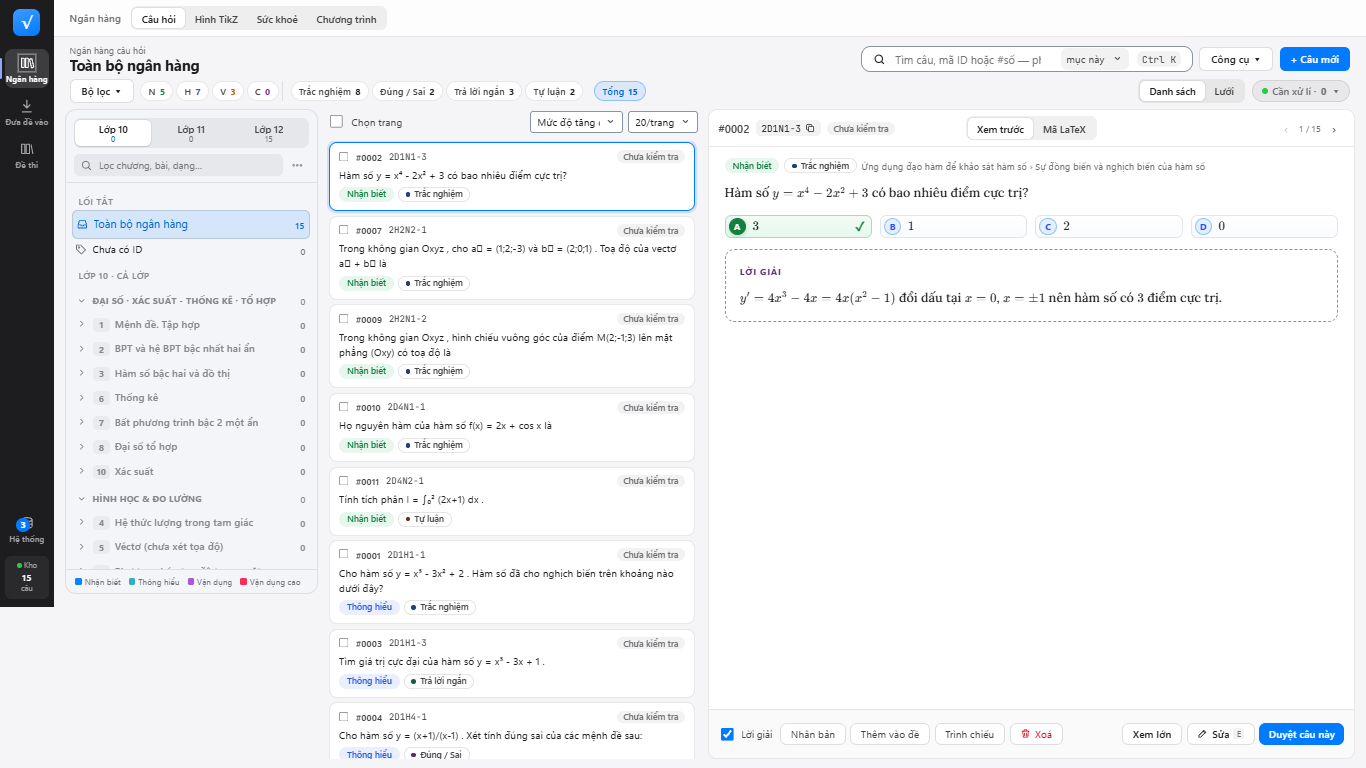 √
Ngân hàng
Đưa đề vào
Đề thi
3
Hệ thống
Kho
15
câu
Ngân hàng
Câu hỏi
Hình TikZ
Sức khoẻ
Chương trình
Ngân hàng câu hỏi
Toàn bộ ngân hàng
Tìm câu, mã ID hoặc #số — pl
mục này
Ctrl K
Công cụ
+ Câu mới
Bộ lọc
N 5
H 7
V 3
C 0
Trắc nghiệm 8
Đúng / Sai 2
Trả lời ngắn 3
Tự luận 2
Tổng 15
Danh sách
Lưới
Cần xử lí · 0
Lớp 10
0
Lớp 11
0
Lớp 12
15
Lọc chương, bài, dạng...
LỐI TẮT
Toàn bộ ngân hàng 15
Chưa có ID 0
LỚP 10 · CẢ LỚP
ĐẠI SỐ · XÁC SUẤT - THỐNG KÊ · TỔ HỢP 0
1 Mệnh đề. Tập hợp 0
2 BPT và hệ BPT bậc nhất hai ẩn 0
3 Hàm số bậc hai và đồ thị 0
6 Thống kê 0
7 Bất phương trình bậc 2 một ẩn 0
8 Đại số tổ hợp 0
10 Xác suất 0
HÌNH HỌC & ĐO LƯỜNG 0
4 Hệ thức lượng trong tam giác 0
5 Véctơ (chưa xét tọa độ) 0
Nhận biết
Thông hiểu
Vận dụng
Vận dụng cao
Chọn trang
Mức độ tăng
20/trang
#0002 2D1N1-3 Chưa kiểm tra
Hàm số y = x⁴ - 2x² + 3 có bao nhiêu điểm cực trị?
Nhận biết Trắc nghiệm
#0007 2H2N2-1 Chưa kiểm tra
Trong không gian Oxyz , cho a⃗ = (1;2;-3) và b⃗ = (2;0;1) . Toạ độ của vectơ
a⃗ + b⃗ là
Nhận biết Trắc nghiệm
#0009 2H2N1-2 Chưa kiểm tra
Trong không gian Oxyz , hình chiếu vuông góc của điểm M(2;-1;3) lên mặt
phẳng (Oxy) có toạ độ là
Nhận biết Trắc nghiệm
#0010 2D4N1-1 Chưa kiểm tra
Họ nguyên hàm của hàm số f(x) = 2x + cos x là
Nhận biết Trắc nghiệm
#0011 2D4N2-1 Chưa kiểm tra
Tính tích phân I = ∫₀² (2x+1) dx .
Nhận biết Tự luận
#0001 2D1H1-1 Chưa kiểm tra
Cho hàm số y = x³ - 3x² + 2 . Hàm số đã cho nghịch biến trên khoảng nào
dưới đây?
Thông hiểu Trắc nghiệm
#0003 2D1H1-3 Chưa kiểm tra
Tìm giá trị cực đại của hàm số y = x³ - 3x + 1 .
Thông hiểu Trả lời ngắn
#0004 2D1H4-1 Chưa kiểm tra
Cho hàm số y = (x+1)/(x-1) . Xét tính đúng sai của các mệnh đề sau:
Thông hiểu Đúng / Sai
#0002 2D1N1-3 Chưa kiểm tra
Xem trước
Mã LaTeX
‹ 1 / 15 ›
Nhận biết Trắc nghiệm Ứng dụng đạo hàm để khảo sát hàm số › Sự đồng biến và nghịch biến của hàm số
Hàm số y = x⁴ − 2x² + 3 có bao nhiêu điểm cực trị?
A 3 ✓
B 1
C 2
D 0
LỜI GIẢI
y′ = 4x³ − 4x = 4x(x² − 1) đổi dấu tại x = 0, x = ±1 nên hàm số có 3 điểm cực trị.
Lời giải
Nhân bản
Thêm vào đề
Trình chiếu
Xoá
Xem lớn
Sửa E
Duyệt câu này